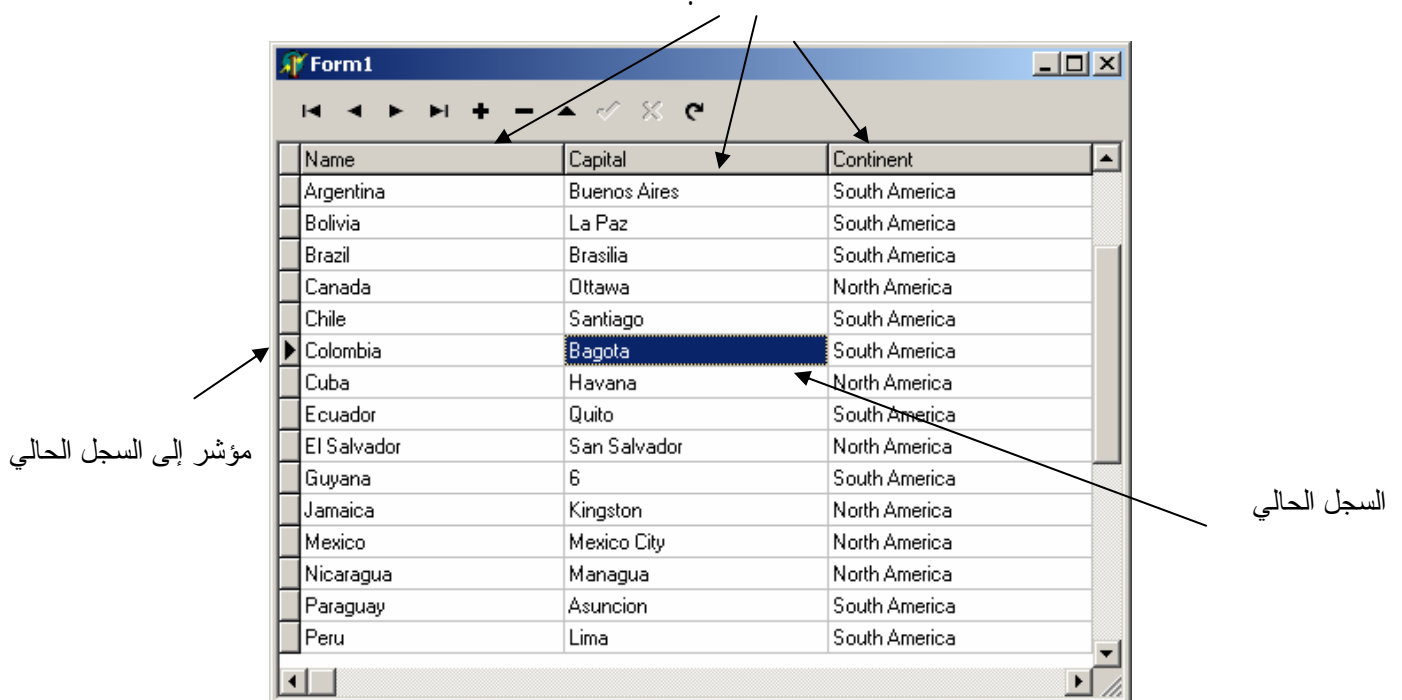 Form1
Name Capital Continent
Argentina Buenos Aires South America
Bolivia La Paz South America
Brazil Brasilia South America
Canada Ottawa North America
Chile Santiago South America
Colombia Bagota South America
Cuba Havana North America
Ecuador Quito South America
El Salvador San Salvador North America
Guyana 6 South America
Jamaica Kingston North America
Mexico Mexico City North America
Nicaragua Managua North America
Paraguay Asuncion South America
Peru Lima South America
مؤشر إلى السجل الحالي
السجل الحالي